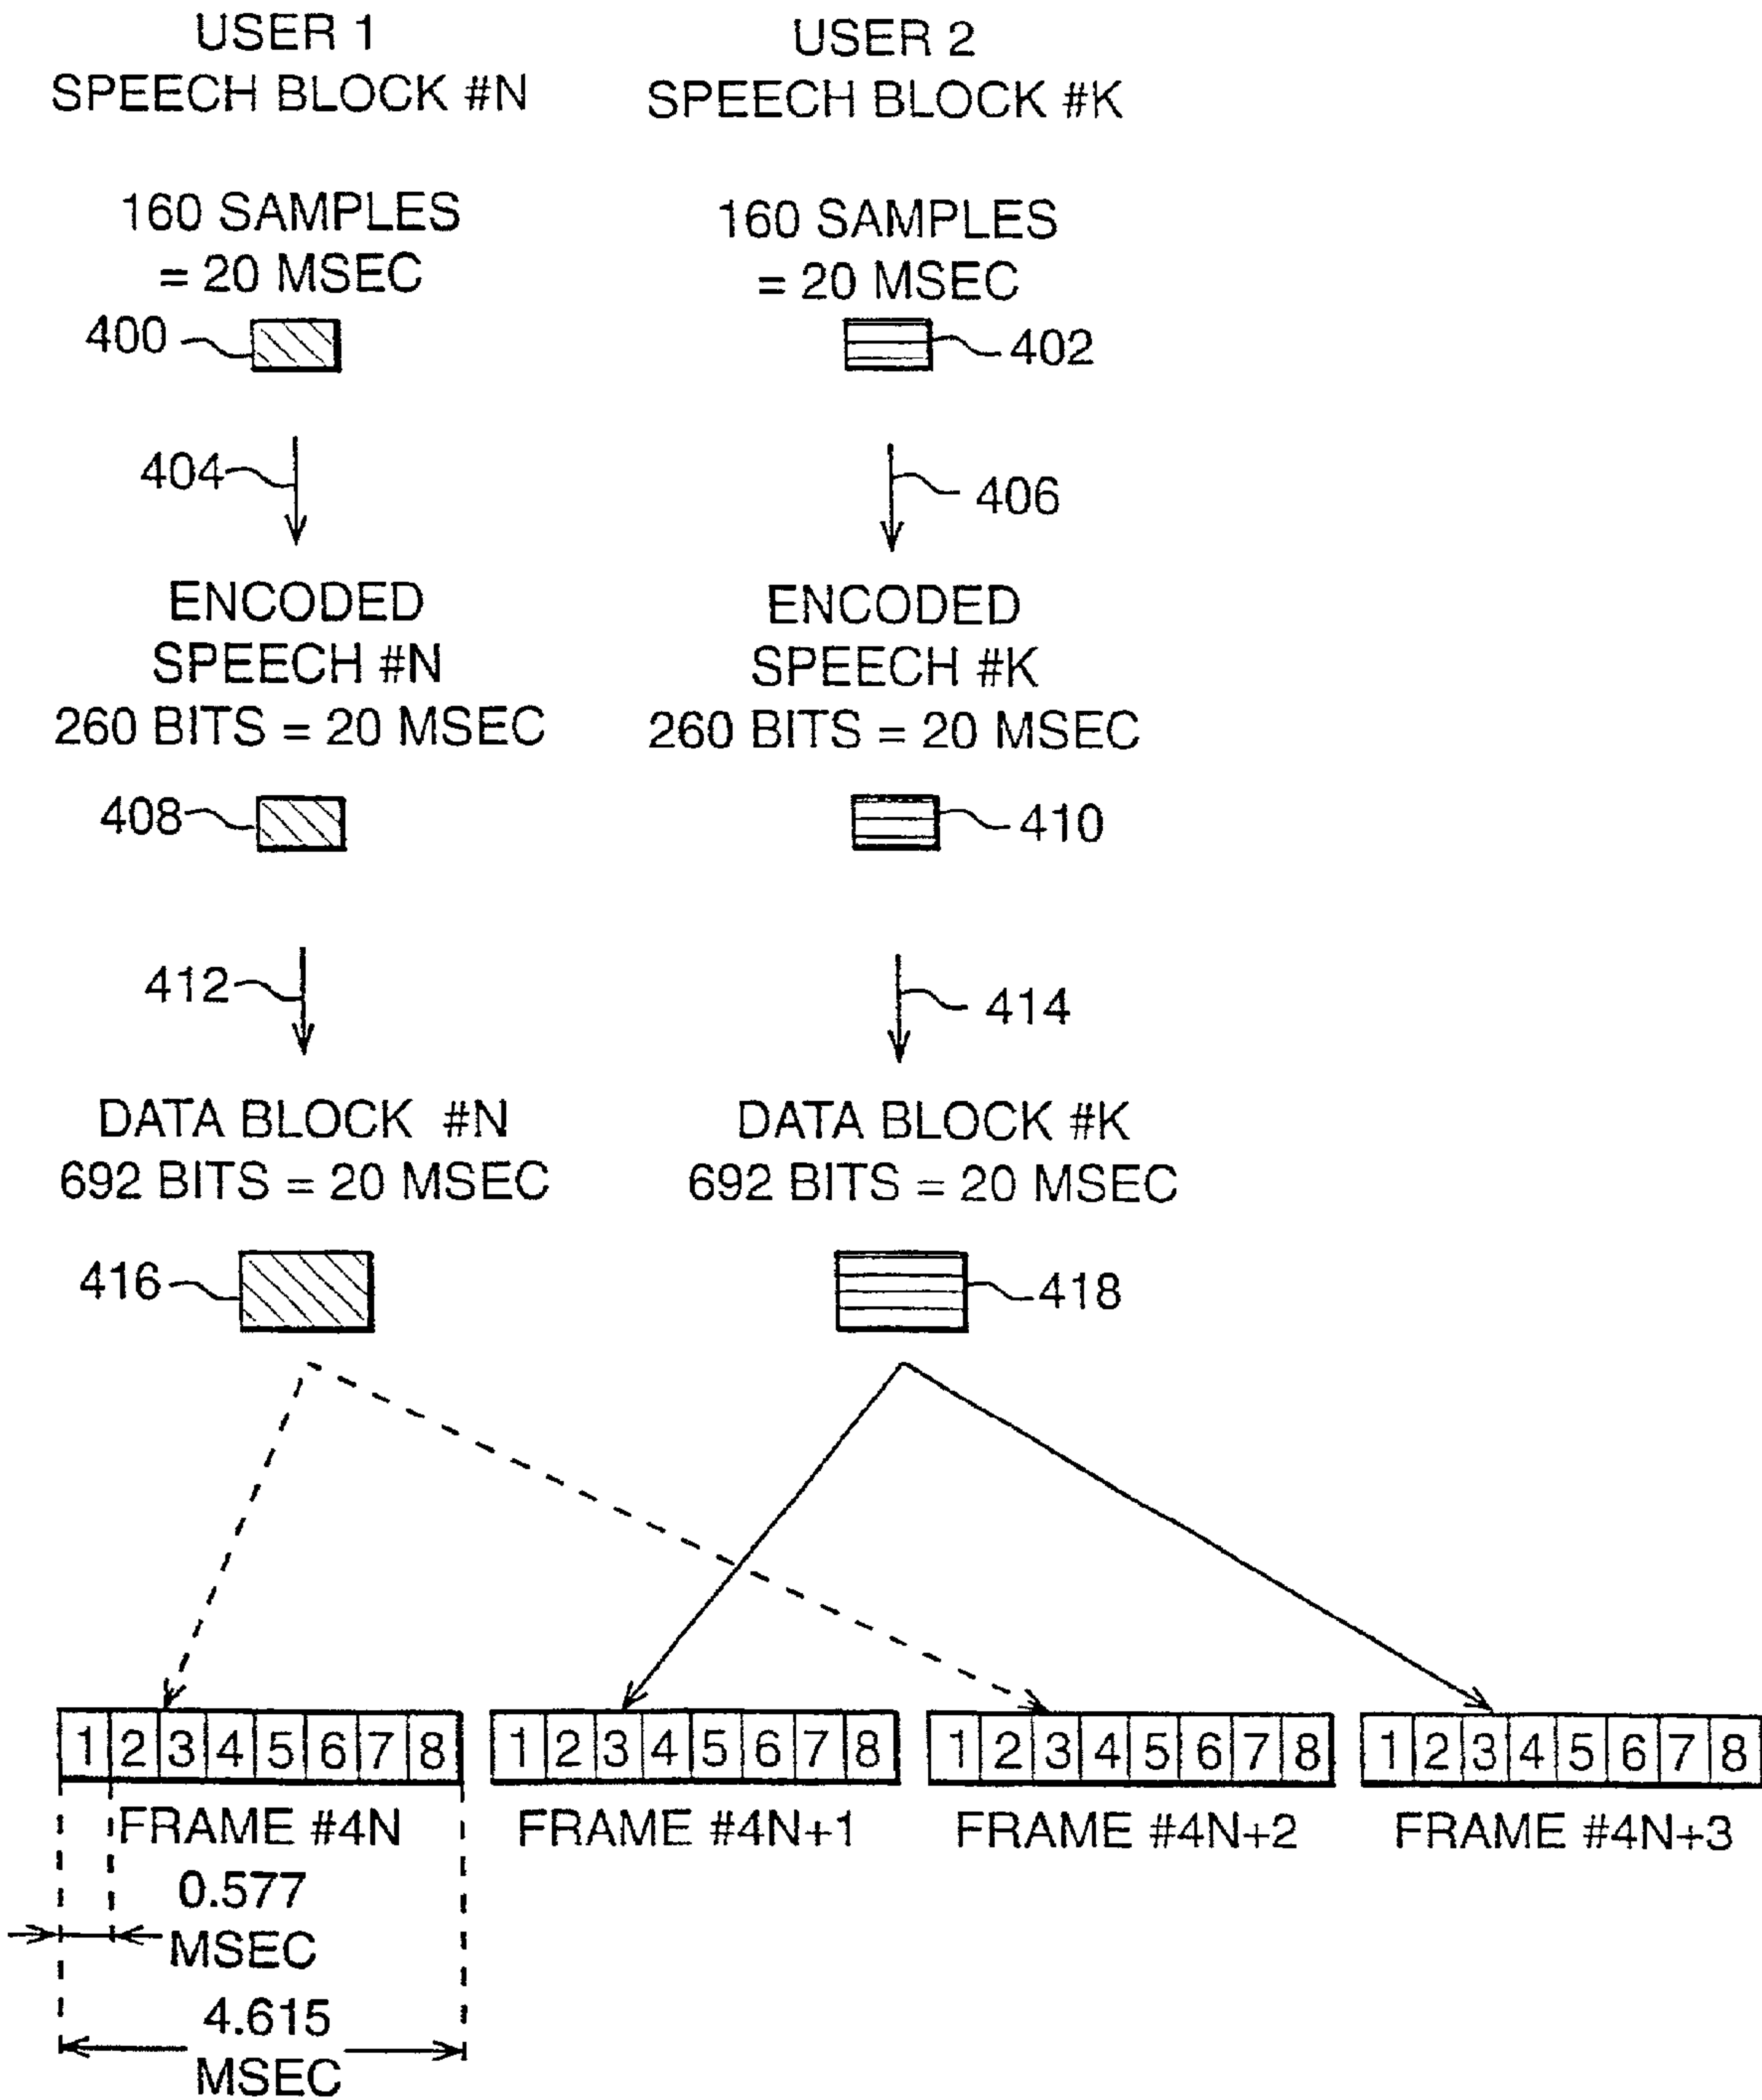 USER 1
SPEECH BLOCK #N
USER 2
SPEECH BLOCK #K
160 SAMPLES
= 20 MSEC
160 SAMPLES
= 20 MSEC
400
402
404
406
ENCODED
SPEECH #N
260 BITS = 20 MSEC
ENCODED
SPEECH #K
260 BITS = 20 MSEC
408
410
412
414
DATA BLOCK #N
692 BITS = 20 MSEC
DATA BLOCK #K
692 BITS = 20 MSEC
416
418
1 2 3 4 5 6 7 8
1 2 3 4 5 6 7 8
1 2 3 4 5 6 7 8
1 2 3 4 5 6 7 8
FRAME #4N
FRAME #4N+1
FRAME #4N+2
FRAME #4N+3
0.577
MSEC
4.615
MSEC